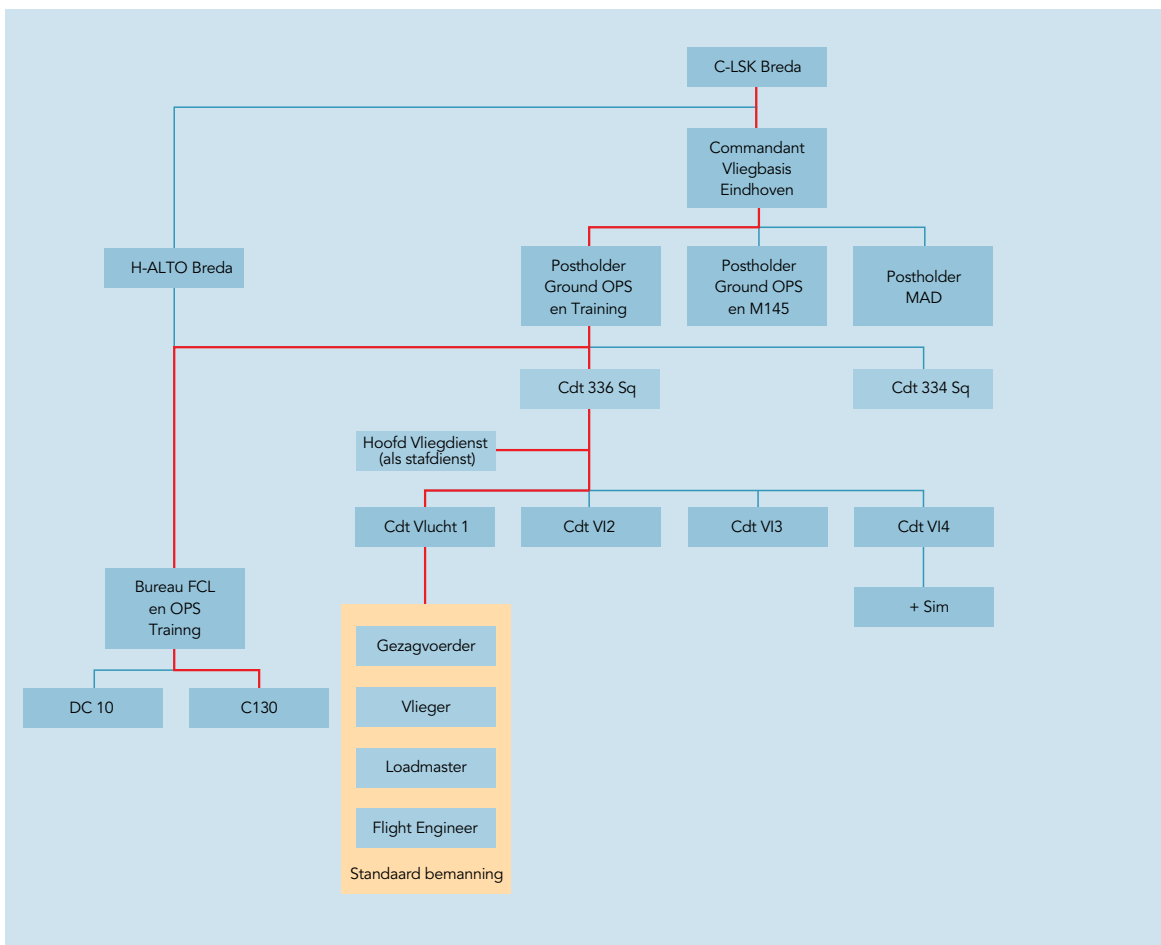 C-LSK Breda
Commandant
Vliegbasis
Eindhoven
H-ALTO Breda
Postholder
Ground OPS
en Training
Postholder
Ground OPS
en M145
Postholder
MAD
Cdt 336 Sq
Cdt 334 Sq
Hoofd Vliegdienst
(als stafdienst)
Cdt Vlucht 1
Cdt Vl2
Cdt Vl3
Cdt Vl4
Bureau FCL
en OPS
Trainng
+ Sim
DC 10
C130
Gezagvoerder
Vlieger
Loadmaster
Flight Engineer
Standaard bemanning